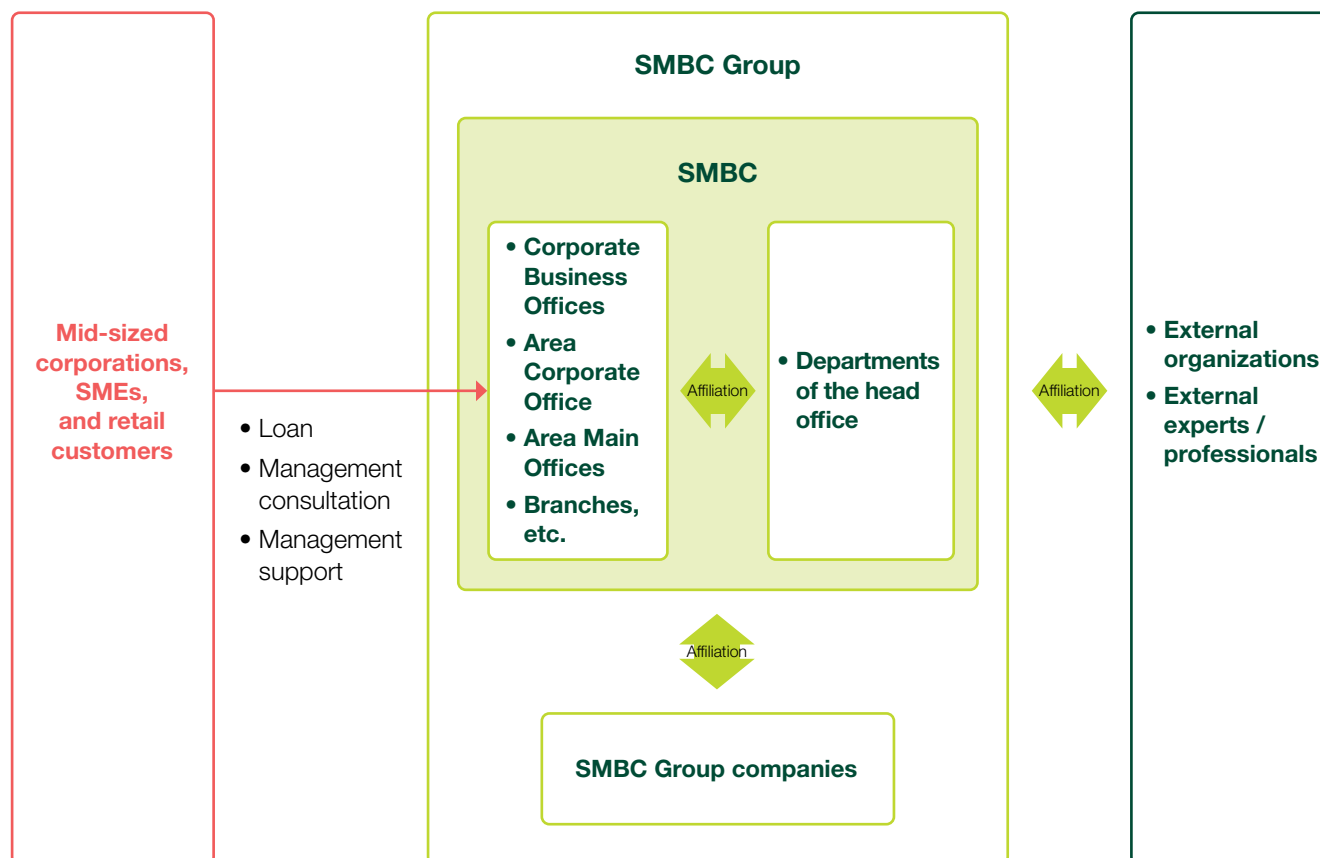 Mid-sized
corporations,
SMEs,
and retail
customers
• Loan
• Management
consultation
• Management
support
SMBC Group
SMBC
• Corporate
Business
Offices
• Area
Corporate
Office
• Area Main
Offices
• Branches,
etc.
Affiliation
• Departments
of the head
office
Affiliation
SMBC Group companies
Affiliation
• External
organizations
• External
experts /
professionals